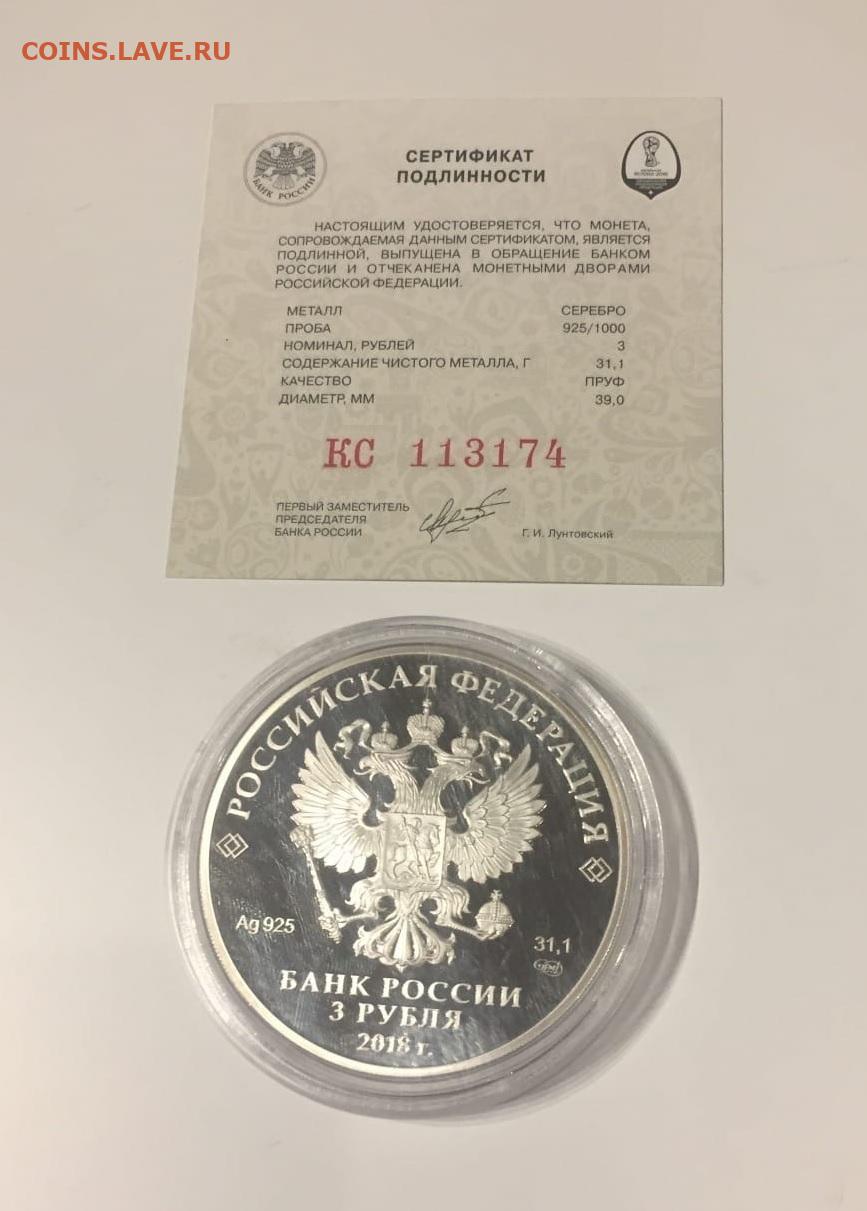 COINS.LAVE.RU
СЕРТИФИКАТ
ПОДЛИННОСТИ
БАНК РОССИИ
НАСТОЯЩИМ УДОСТОВЕРЯЕТСЯ, ЧТО МОНЕТА,
СОПРОВОЖДАЕМАЯ ДАННЫМ СЕРТИФИКАТОМ, ЯВЛЯЕТСЯ
ПОДЛИННОЙ, ВЫПУЩЕНА В ОБРАЩЕНИЕ БАНКОМ
РОССИИ И ОТЧЕКАНЕНА МОНЕТНЫМИ ДВОРАМИ
РОССИЙСКОЙ ФЕДЕРАЦИИ.
МЕТАЛЛ СЕРЕБРО
ПРОБА 925/1000
НОМИНАЛ, РУБЛЕЙ 3
СОДЕРЖАНИЕ ЧИСТОГО МЕТАЛЛА, Г 31,1
КАЧЕСТВО ПРУФ
ДИАМЕТР, ММ 39,0
КС 113174
ПЕРВЫЙ ЗАМЕСТИТЕЛЬ
ПРЕДСЕДАТЕЛЯ
БАНКА РОССИИ
Г. И. Лунтовский
РОССИЙСКАЯ ФЕДЕРАЦИЯ
Ag 925
31,1
БАНК РОССИИ
3 РУБЛЯ
2018 г.